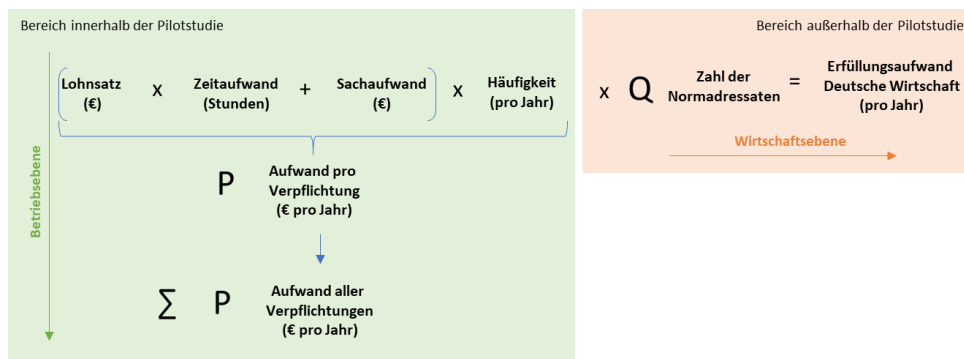 Bereich innerhalb der Pilotstudie
Bereich außerhalb der Pilotstudie
Lohnsatz
(€)
x
Zeitaufwand
(Stunden)
+
Sachaufwand
(€)
x
Häufigkeit
(pro Jahr)
x
Q
Zahl der
Normadressaten
=
Erfüllungsaufwand
Deutsche Wirtschaft
(pro Jahr)
Wirtschaftsebene
Betriebsebene
P
Aufwand pro
Verpflichtung
(€ pro Jahr)
∑ P
Aufwand aller
Verpflichtungen
(€ pro Jahr)